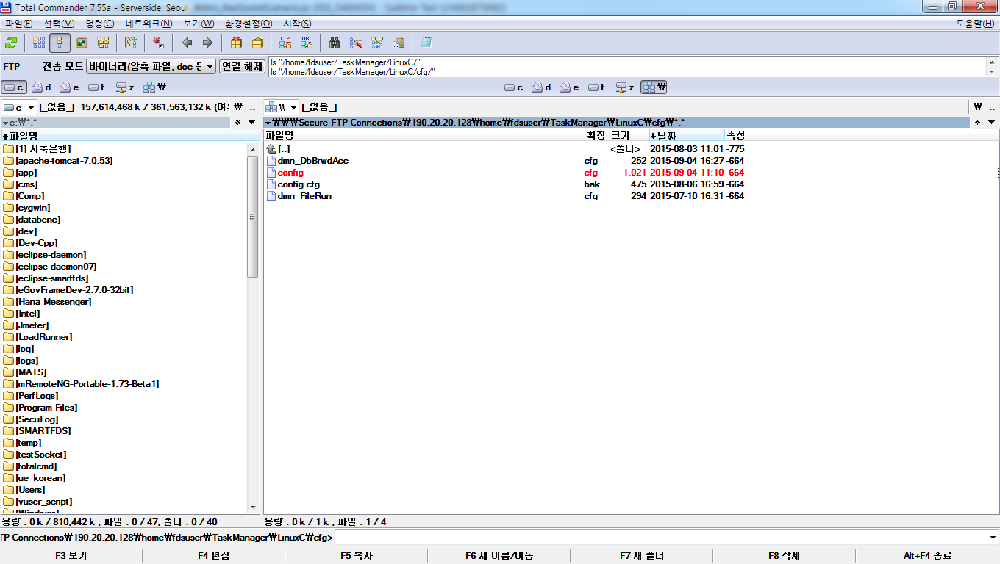 Total Commander 7.55a - Serverside, Seoul
파일(F) 선택(M) 명령(C) 네트워크(N) 보기(W) 환경설정(O) 시작(S) 도움말(H)
FTP URL
FTP 전송 모드 바이너리(압축 파일, doc 등 연결 해제
ls "/home/fdsuser/TaskManager/LinuxC/"
ls "/home/fdsuser/TaskManager/LinuxC/cfg/"
c d e f z ₩ c d e f z ₩
c [_없음_] 157,614,468 k / 361,563,132 k ₩ .. [_없음_] ₩ ..
c:₩*.* * ₩₩₩Secure FTP Connections₩190.20.20.128₩home₩fdsuser₩TaskManager₩LinuxC₩cfg₩*.* *
파일명
[1] 저축은행]
[apache-tomcat-7.0.53]
[app]
[cms]
[Comp]
[cygwin]
[databene]
[dev]
[Dev-Cpp]
[eclipse-daemon]
[eclipse-daemon07]
[eclipse-smartfds]
[eGovFrameDev-2.7.0-32bit]
[Hana Messenger]
[Intel]
[Jmeter]
[LoadRunner]
[log]
[logs]
[MATS]
[mRemoteNG-Portable-1.73-Beta1]
[PerfLogs]
[Program Files]
[SecuLog]
[SMARTFDS]
[temp]
[testSocket]
[totalcmd]
[ue_korean]
[Users]
[vuser_script]
[Windows]
용량 : 0 k / 810,442 k , 파일 : 0 / 47, 폴더 : 0 / 40
파일명 확장 크기 날짜 속성
[..] <폴더> 2015-08-03 11:01 -775
dmn_DbBrwdAcc cfg 252 2015-09-04 16:27 -664
config cfg 1,021 2015-09-04 11:10 -664
config.cfg bak 475 2015-08-06 16:59 -664
dmn_FileRun cfg 294 2015-07-10 16:31 -664
용량 : 0 k / 1 k , 파일 : 1 / 4
TP Connections₩190.20.20.128₩home₩fdsuser₩TaskManager₩LinuxC₩cfg>
F3 보기 F4 편집 F5 복사 F6 새 이름/이동 F7 새 폴더 F8 삭제 Alt+F4 종료